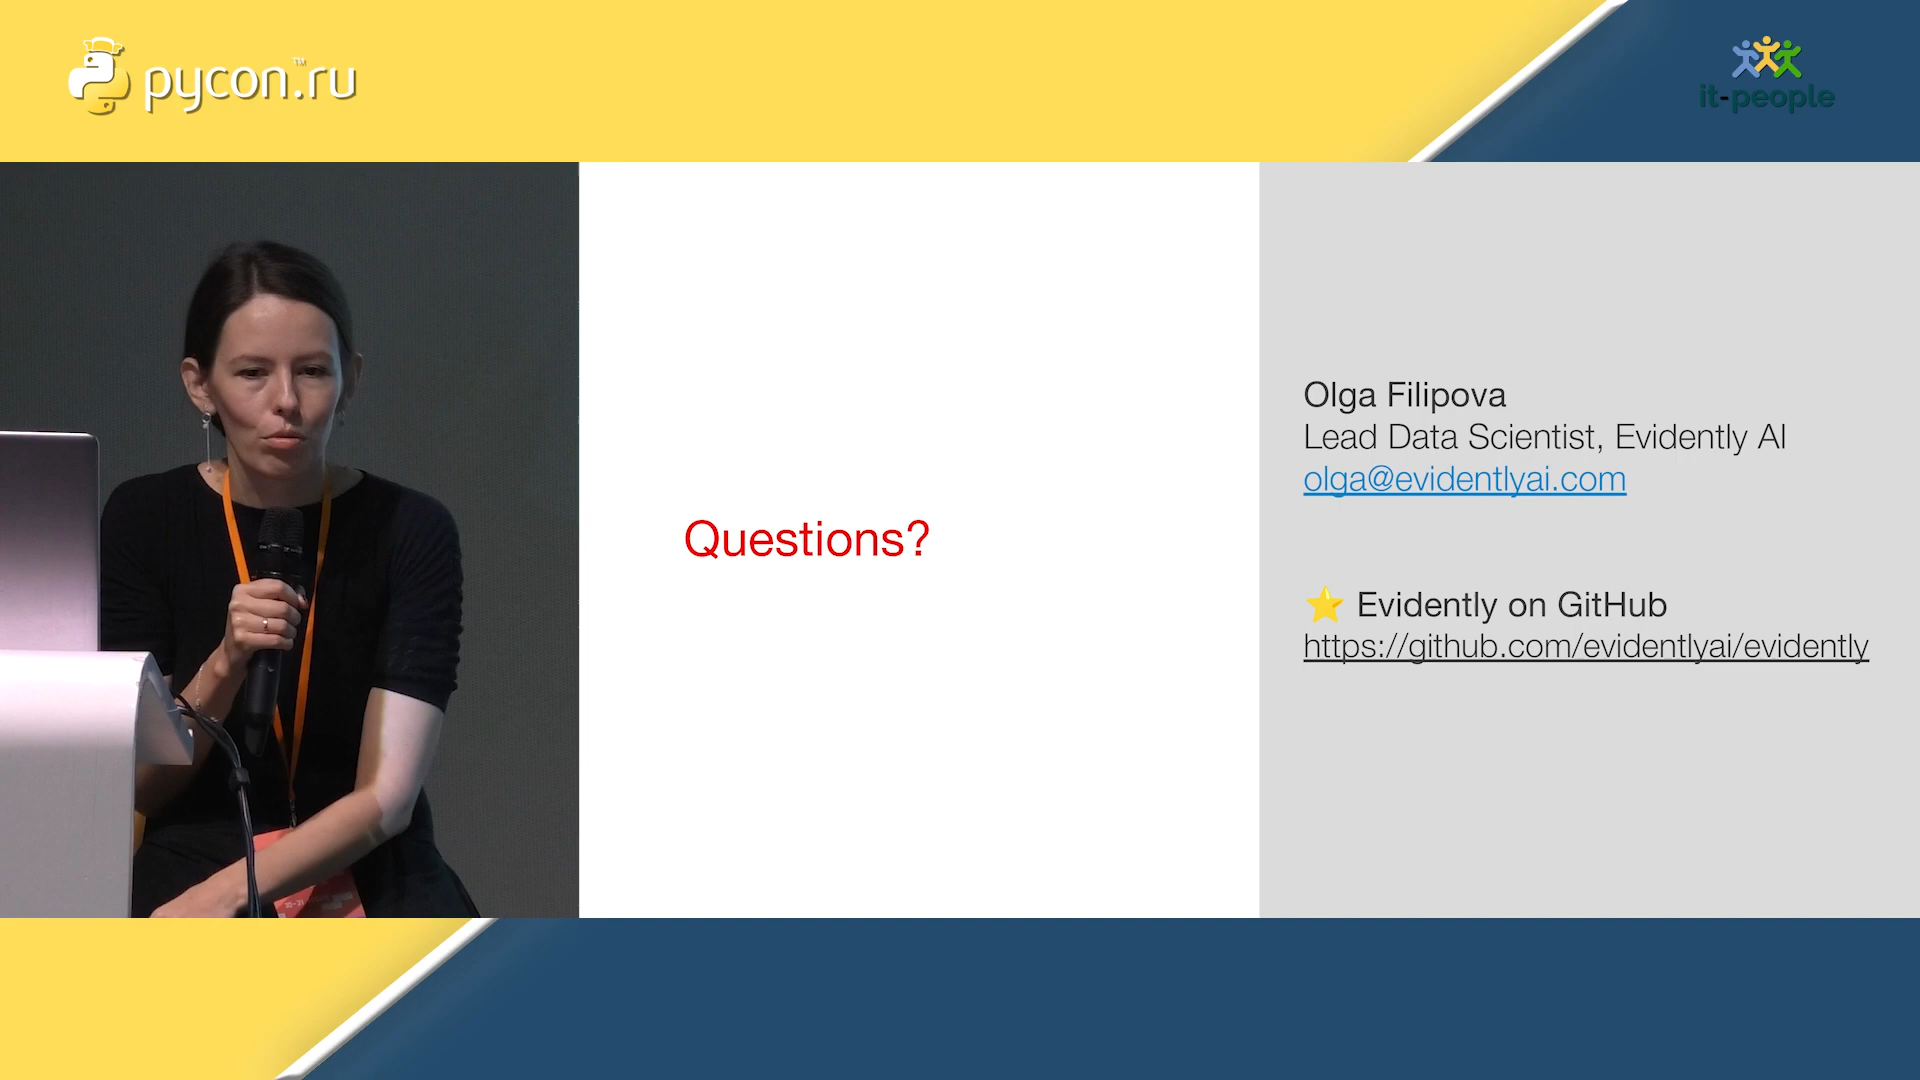 pycon.ru
TM
it-people
Questions?
Olga Filipova
Lead Data Scientist, Evidently AI
olga@evidentlyai.com
⭐ Evidently on GitHub
https://github.com/evidentlyai/evidently